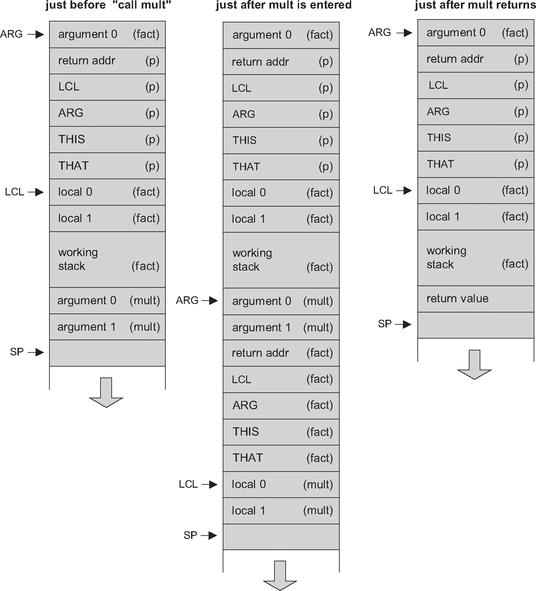 just before "call mult"
ARG
argument 0 (fact)
return addr (p)
LCL (p)
ARG (p)
THIS (p)
THAT (p)
LCL
local 0 (fact)
local 1 (fact)
working
stack (fact)
argument 0 (mult)
argument 1 (mult)
SP
just after mult is entered
argument 0 (fact)
return addr (p)
LCL (p)
ARG (p)
THIS (p)
THAT (p)
local 0 (fact)
local 1 (fact)
working
stack (fact)
ARG
argument 0 (mult)
argument 1 (mult)
return addr (fact)
LCL (fact)
ARG (fact)
THIS (fact)
THAT (fact)
LCL
local 0 (mult)
local 1 (mult)
SP
just after mult returns
ARG
argument 0 (fact)
return addr (p)
LCL (p)
ARG (p)
THIS (p)
THAT (p)
LCL
local 0 (fact)
local 1 (fact)
working
stack (fact)
return value
SP